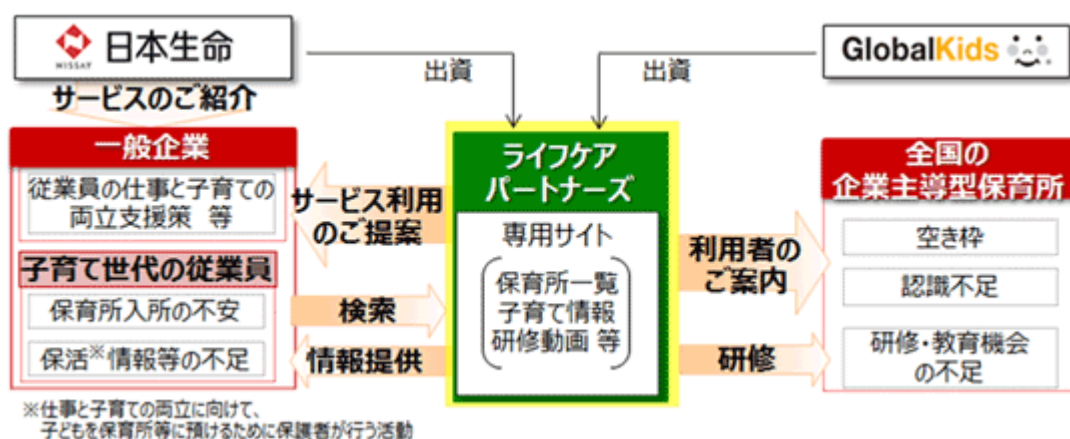 日本生命
NISSAY
出資
出資
GlobalKids
サービスのご紹介
一般企業
従業員の仕事と子育ての
両立支援策 等
子育て世代の従業員
保育所入所の不安
保活※情報等の不足
※仕事と子育ての両立に向けて、
子どもを保育所等に預けるために保護者が行う活動
サービス利用
のご提案
検索
情報提供
ライフケア
パートナーズ
専用サイト
保育所一覧
子育て情報
研修動画 等
利用者の
ご案内
研修
全国の
企業主導型保育所
空き枠
認識不足
研修・教育機会
の不足